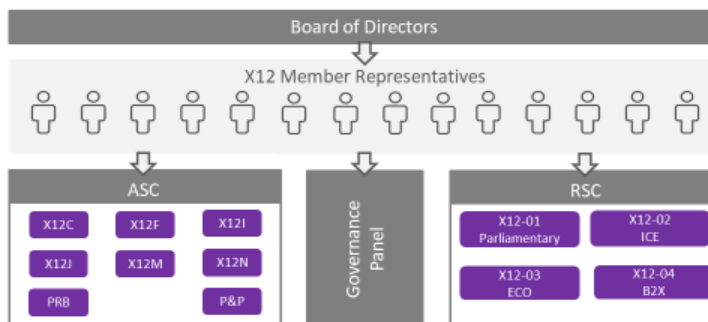 Board of Directors
X12 Member Representatives
ASC
X12C
X12F
X12I
X12J
X12M
X12N
PRB
P&P
Governance
Panel
RSC
X12-01
Parliamentary
X12-02
ICE
X12-03
ECO
X12-04
B2X